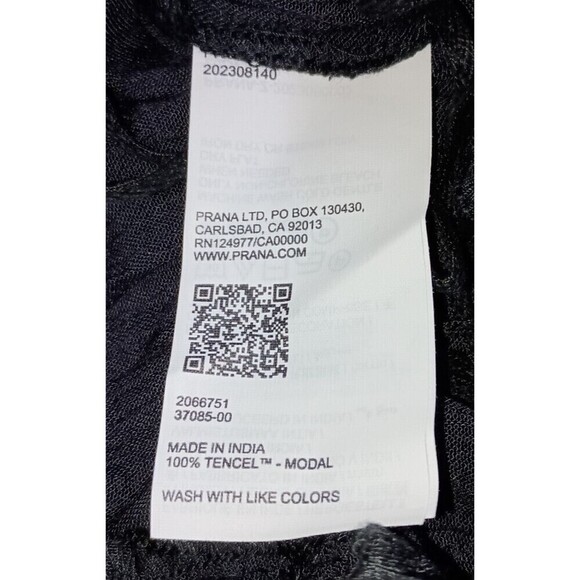 202308140
PRANA LTD, PO BOX 130430,
CARLSBAD, CA 92013
RN124977/CA00000
WWW.PRANA.COM
2066751
37085-00
MADE IN INDIA
100% TENCEL™ - MODAL
WASH WITH LIKE COLORS